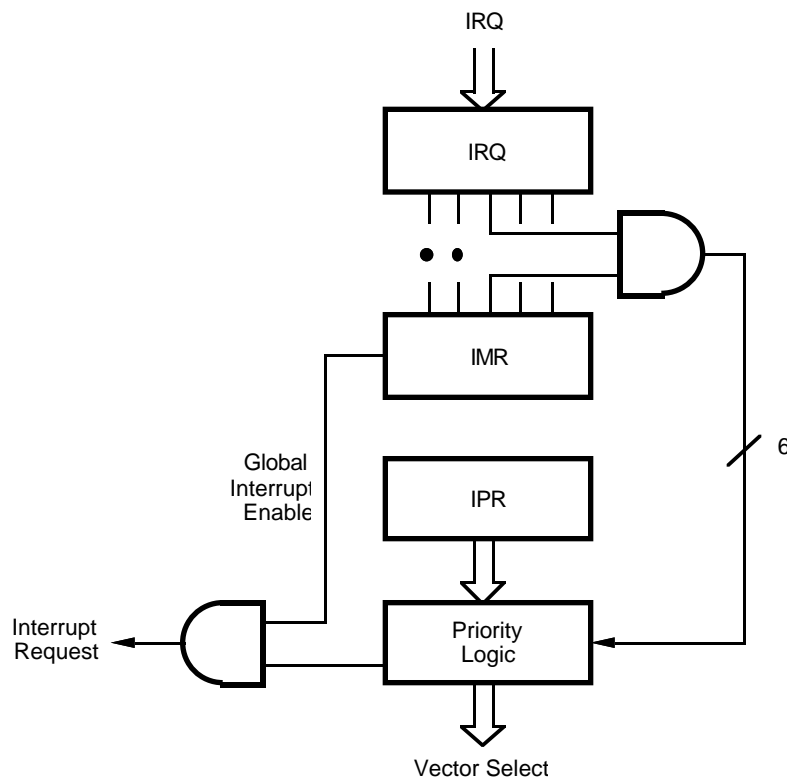 IRQ
IRQ
IMR
6
Global
Interrupt
Enable
IPR
Interrupt
Request
Priority
Logic
Vector Select